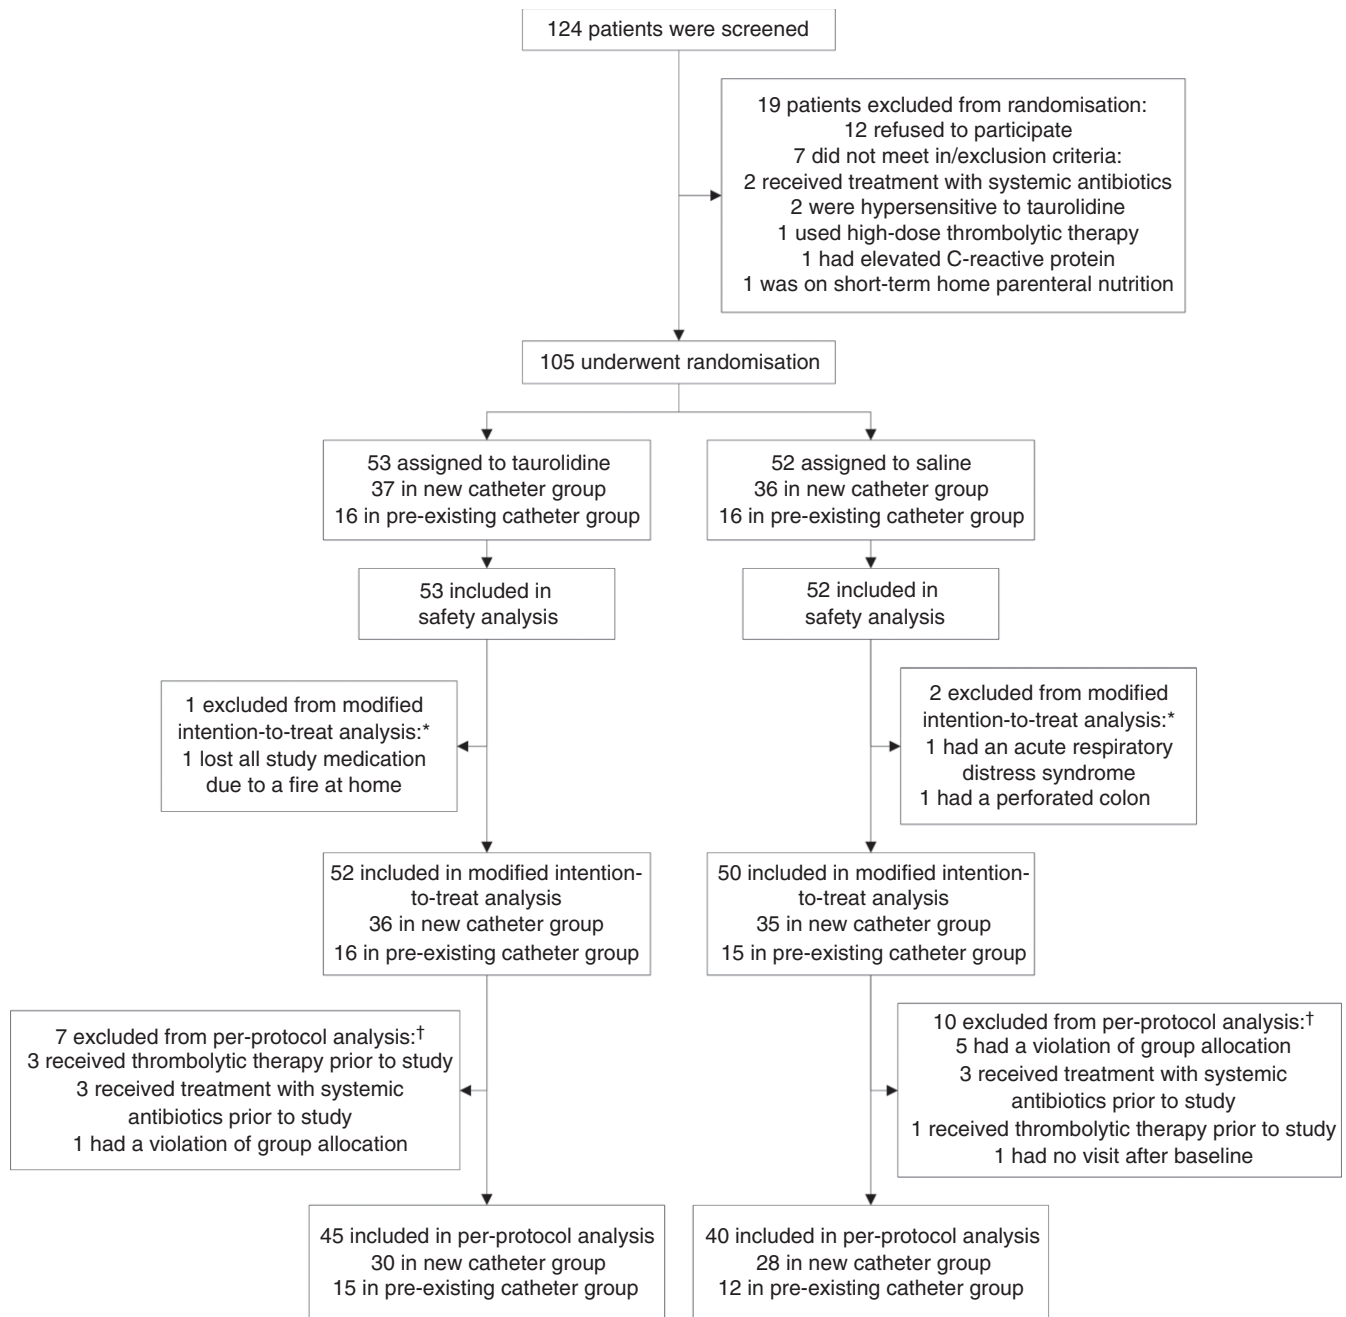 124 patients were screened
19 patients excluded from randomisation:
12 refused to participate
7 did not meet in/exclusion criteria:
2 received treatment with systemic antibiotics
2 were hypersensitive to taurolidine
1 used high-dose thrombolytic therapy
1 had elevated C-reactive protein
1 was on short-term home parenteral nutrition
105 underwent randomisation
53 assigned to taurolidine
37 in new catheter group
16 in pre-existing catheter group
52 assigned to saline
36 in new catheter group
16 in pre-existing catheter group
53 included in
safety analysis
52 included in
safety analysis
1 excluded from modified
intention-to-treat analysis:*
1 lost all study medication
due to a fire at home
2 excluded from modified
intention-to-treat analysis:*
1 had an acute respiratory
distress syndrome
1 had a perforated colon
52 included in modified intention-
to-treat analysis
36 in new catheter group
16 in pre-existing catheter group
50 included in modified intention-
to-treat analysis
35 in new catheter group
15 in pre-existing catheter group
7 excluded from per-protocol analysis:†
3 received thrombolytic therapy prior to study
3 received treatment with systemic
antibiotics prior to study
1 had a violation of group allocation
10 excluded from per-protocol analysis:†
5 had a violation of group allocation
3 received treatment with systemic
antibiotics prior to study
1 received thrombolytic therapy prior to study
1 had no visit after baseline
45 included in per-protocol analysis
30 in new catheter group
15 in pre-existing catheter group
40 included in per-protocol analysis
28 in new catheter group
12 in pre-existing catheter group